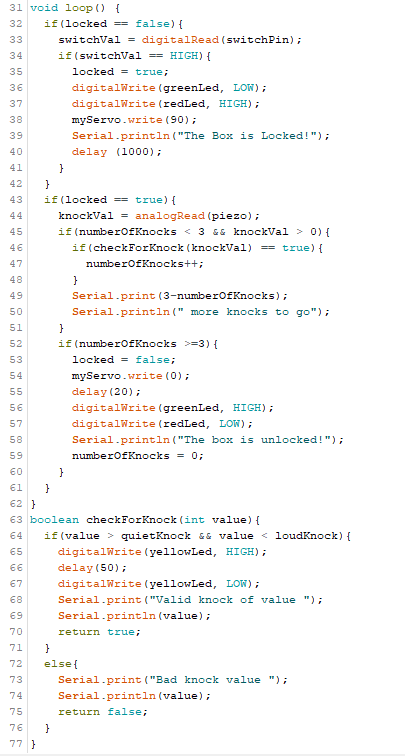 31 void loop() {
32 if(locked == false){
33 switchVal = digitalRead(switchPin);
34 if(switchVal == HIGH){
35 locked = true;
36 digitalWrite(greenLed, LOW);
37 digitalWrite(redLed, HIGH);
38 myServo.write(90);
39 Serial.println("The Box is Locked!");
40 delay (1000);
41 }
42 }
43 if(locked == true){
44 knockVal = analogRead(piezo);
45 if(numberOfKnocks < 3 && knockVal > 0){
46 if(checkForKnock(knockVal) == true){
47 numberOfKnocks++;
48 }
49 Serial.print(3-numberOfKnocks);
50 Serial.println(" more knocks to go");
51 }
52 if(numberOfKnocks >=3){
53 locked = false;
54 myServo.write(0);
55 delay(20);
56 digitalWrite(greenLed, HIGH);
57 digitalWrite(redLed, LOW);
58 Serial.println("The box is unlocked!");
59 numberOfKnocks = 0;
60 }
61 }
62 }
63 boolean checkForKnock(int value){
64 if(value > quietKnock && value < loudKnock){
65 digitalWrite(yellowLed, HIGH);
66 delay(50);
67 digitalWrite(yellowLed, LOW);
68 Serial.print("Valid knock of value ");
69 Serial.println(value);
70 return true;
71 }
72 else{
73 Serial.print("Bad knock value ");
74 Serial.println(value);
75 return false;
76 }
77 }